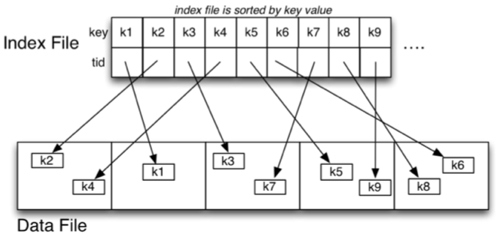 index file is sorted by key value
Index File
key k1 k2 k3 k4 k5 k6 k7 k8 k9 ....
tid
k2 k4 k1 k3 k7 k5 k9 k8 k6
Data File